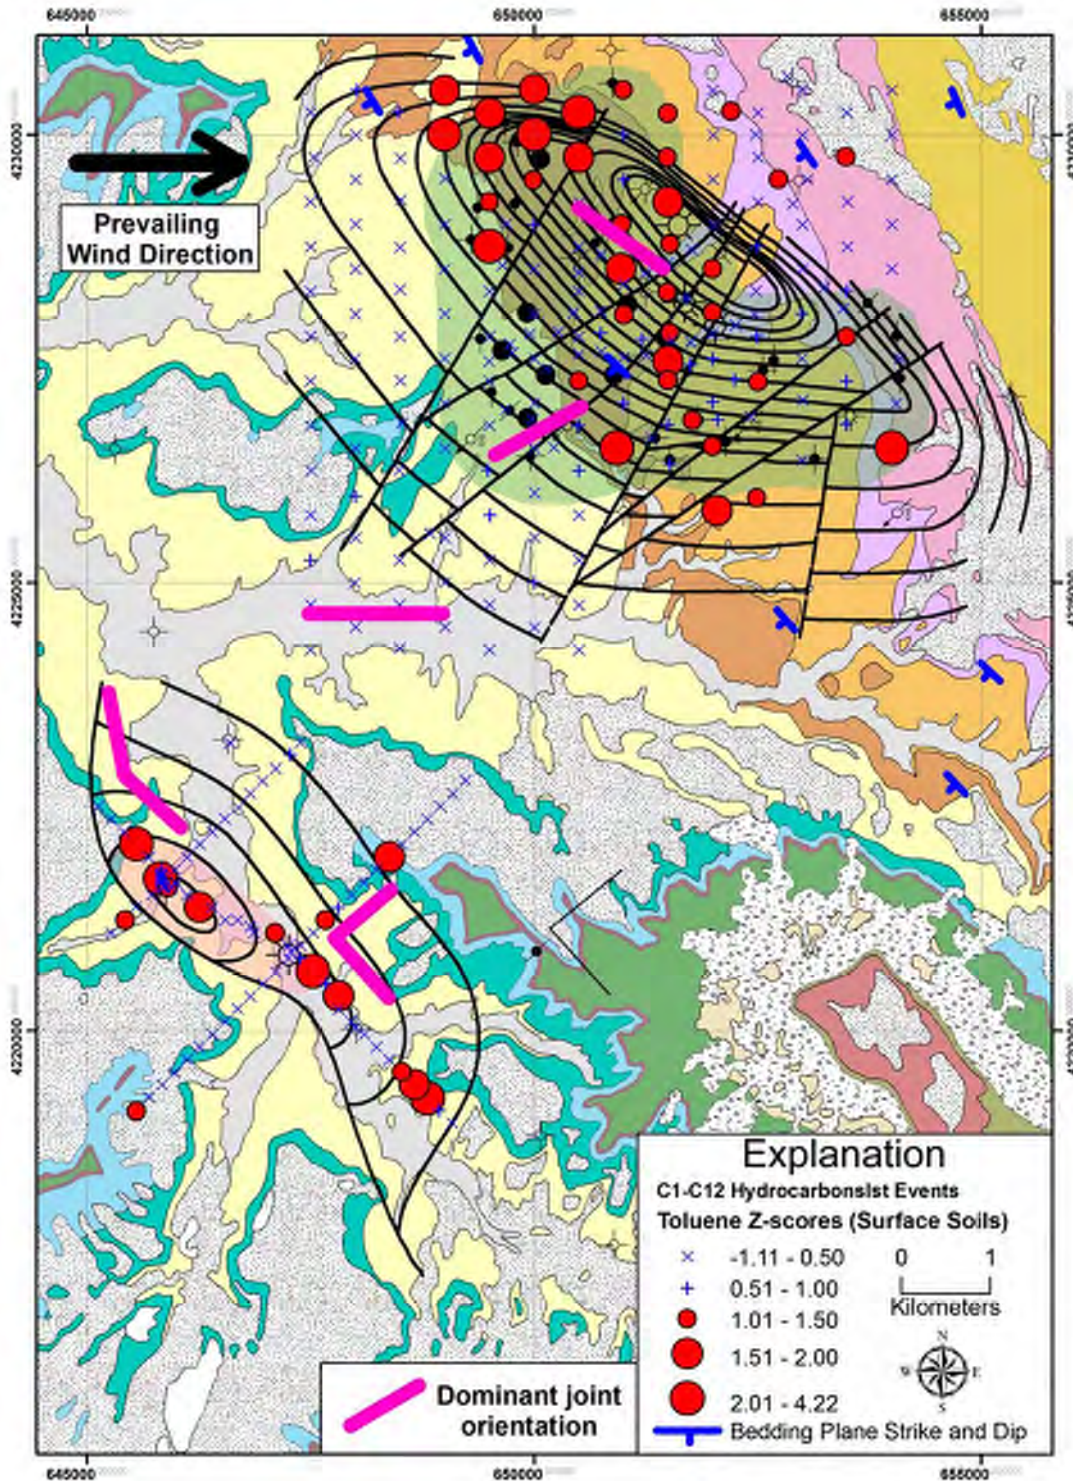 645000
650000
655000
Prevailing
Wind Direction
4220000
Explanation
C1-C12 Hydrocarbonslst Events
Toluene Z-scores (Surface Soils)
-1.11 - 0.50
0.51 - 1.00
1.01 - 1.50
1.51 - 2.00
2.01 - 4.22
0 1
Kilometers
N
W E
S
Bedding Plane Strike and Dip
Dominant joint
orientation
645000
650000
655000